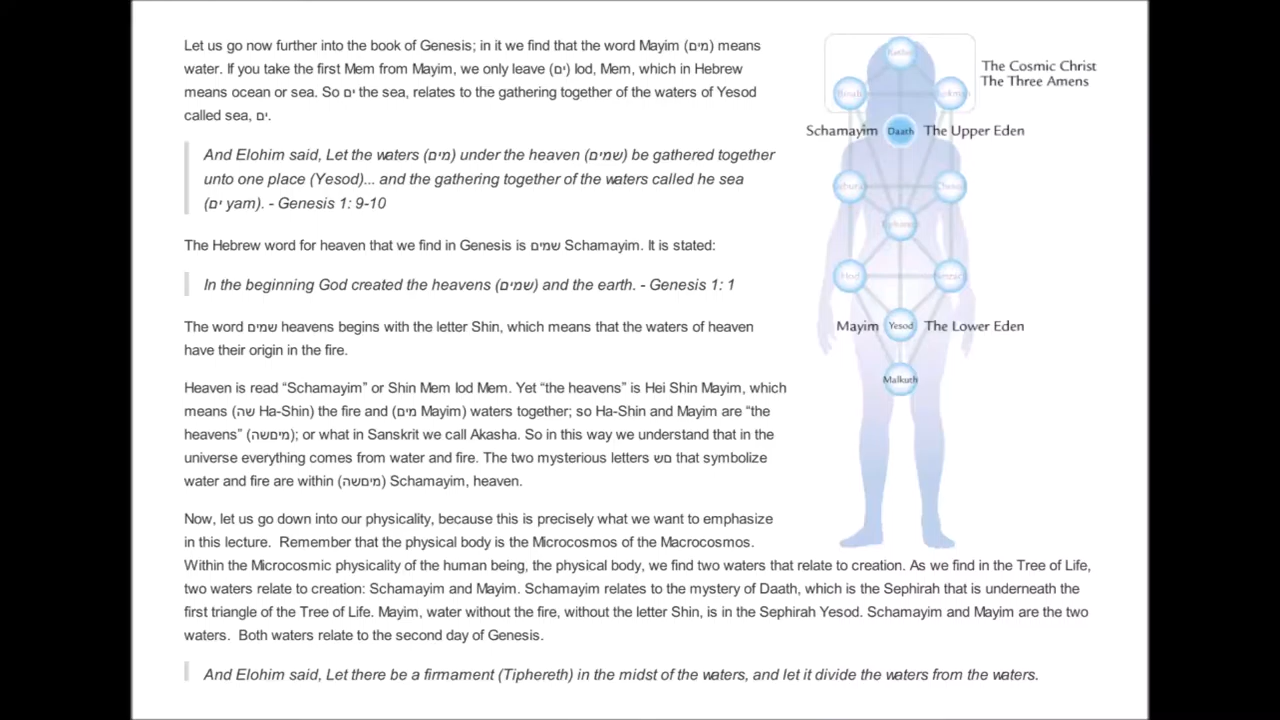 Let us go now further into the book of Genesis; in it we find that the word Mayim (מים) means
water. If you take the first Mem from Mayim, we only leave (ים) Iod, Mem, which in Hebrew
means ocean or sea. So ים the sea, relates to the gathering together of the waters of Yesod
called sea, ים.
And Elohim said, Let the waters (מים) under the heaven (שמים) be gathered together
unto one place (Yesod)... and the gathering together of the waters called he sea
(ים yam). - Genesis 1: 9-10
The Hebrew word for heaven that we find in Genesis is שמים Schamayim. It is stated:
In the beginning God created the heavens (שמים) and the earth. - Genesis 1: 1
The word שמים heavens begins with the letter Shin, which means that the waters of heaven
have their origin in the fire.
Heaven is read “Schamayim” or Shin Mem Iod Mem. Yet “the heavens” is Hei Shin Mayim, which
means (שה Ha-Shin) the fire and (מים Mayim) waters together; so Ha-Shin and Mayim are “the
heavens” (מיםשה); or what in Sanskrit we call Akasha. So in this way we understand that in the
universe everything comes from water and fire. The two mysterious letters םש that symbolize
water and fire are within (מיםשה) Schamayim, heaven.
Now, let us go down into our physicality, because this is precisely what we want to emphasize
in this lecture. Remember that the physical body is the Microcosmos of the Macrocosmos.
Within the Microcosmic physicality of the human being, the physical body, we find two waters that relate to creation. As we find in the Tree of Life,
two waters relate to creation: Schamayim and Mayim. Schamayim relates to the mystery of Daath, which is the Sephirah that is underneath the
first triangle of the Tree of Life. Mayim, water without the fire, without the letter Shin, is in the Sephirah Yesod. Schamayim and Mayim are the two
waters. Both waters relate to the second day of Genesis.
And Elohim said, Let there be a firmament (Tiphereth) in the midst of the waters, and let it divide the waters from the waters.
The Cosmic Christ
The Three Amens
Binah
Schamayim Daath The Upper Eden
Hod
Mayim Yesod The Lower Eden
Malkuth